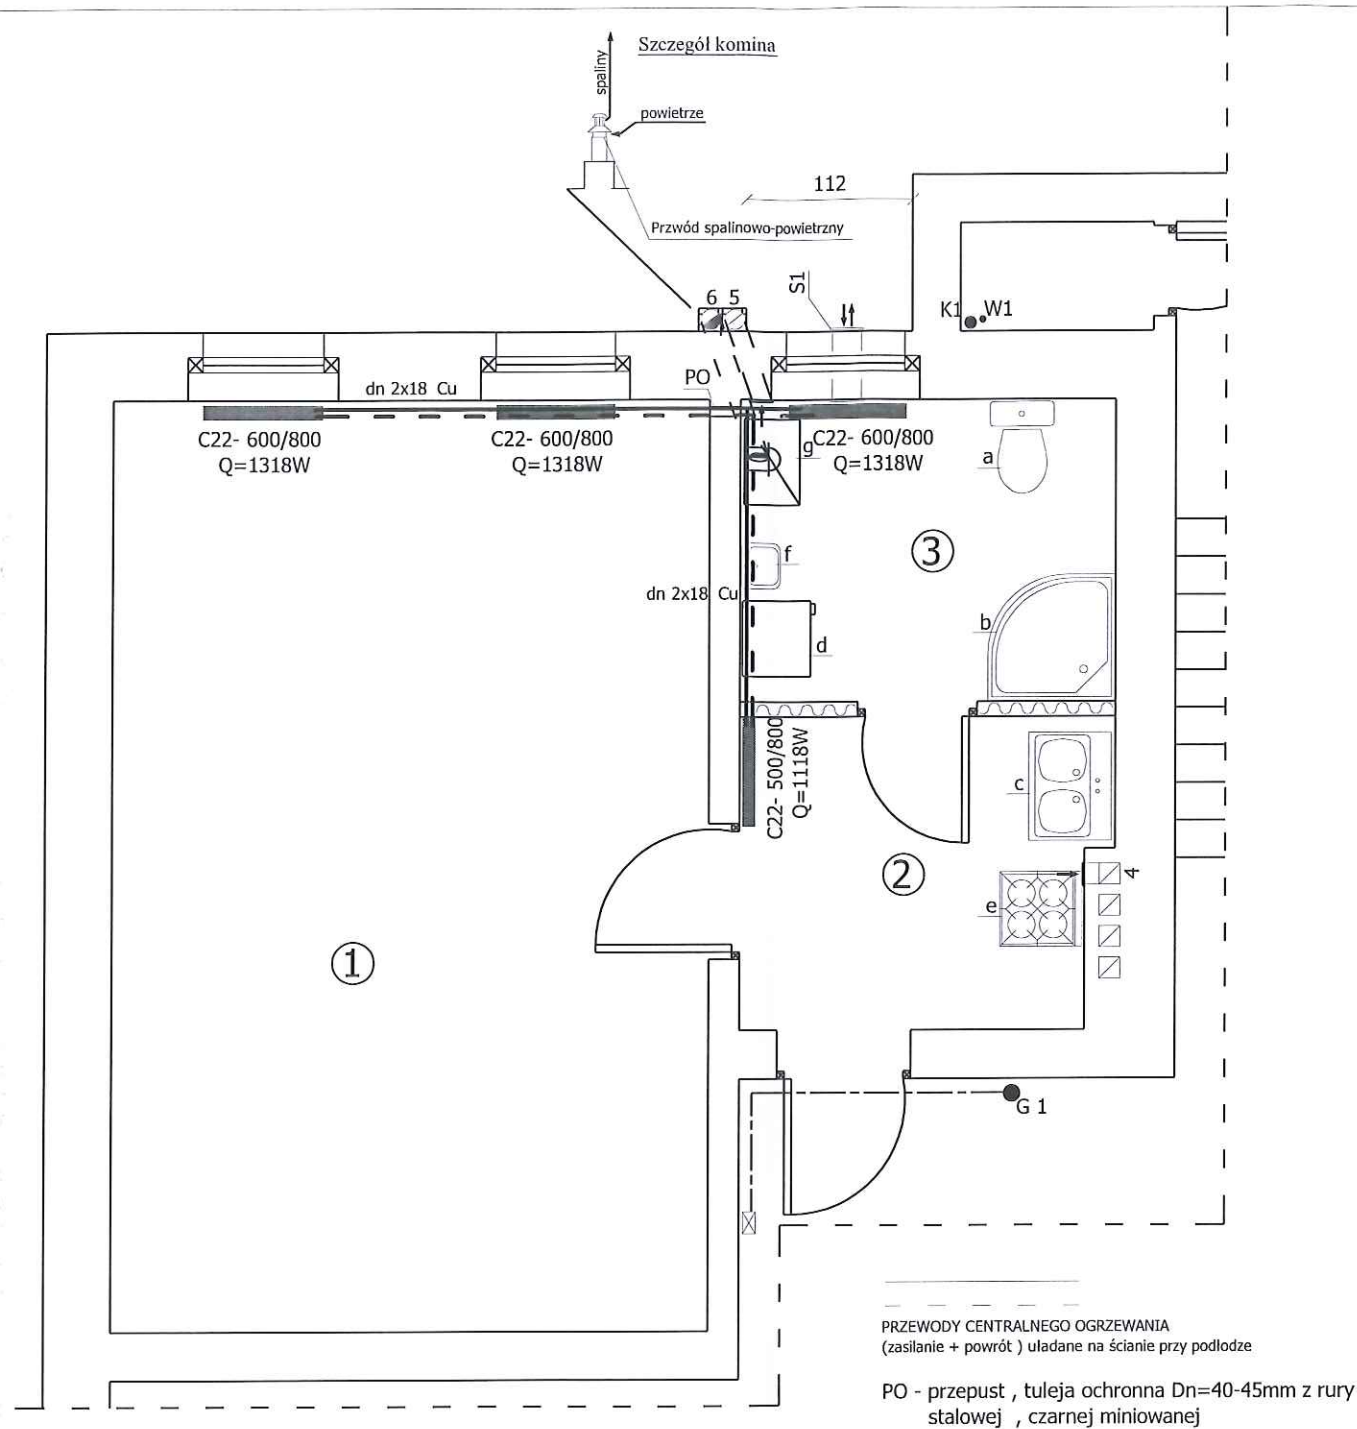 Szczegół komina
spaliny
powietrze
112
Przwód spalinowo-powietrzny
S1
6 5
K1 W1
PO
dn 2x18 Cu
C22- 600/800
Q=1318W
C22- 600/800
Q=1318W
g
C22- 600/800
Q=1318W
a
3
f
dn 2x18 Cu
b
d
C22- 500/800
Q=1118W
c
2
4
e
1
G 1
PRZEWODY CENTRALNEGO OGRZEWANIA
(zasilanie + powrót ) uładane na ścianie przy podłodze
PO - przepust , tuleja ochronna Dn=40-45mm z rury
stalowej , czarnej miniowanej